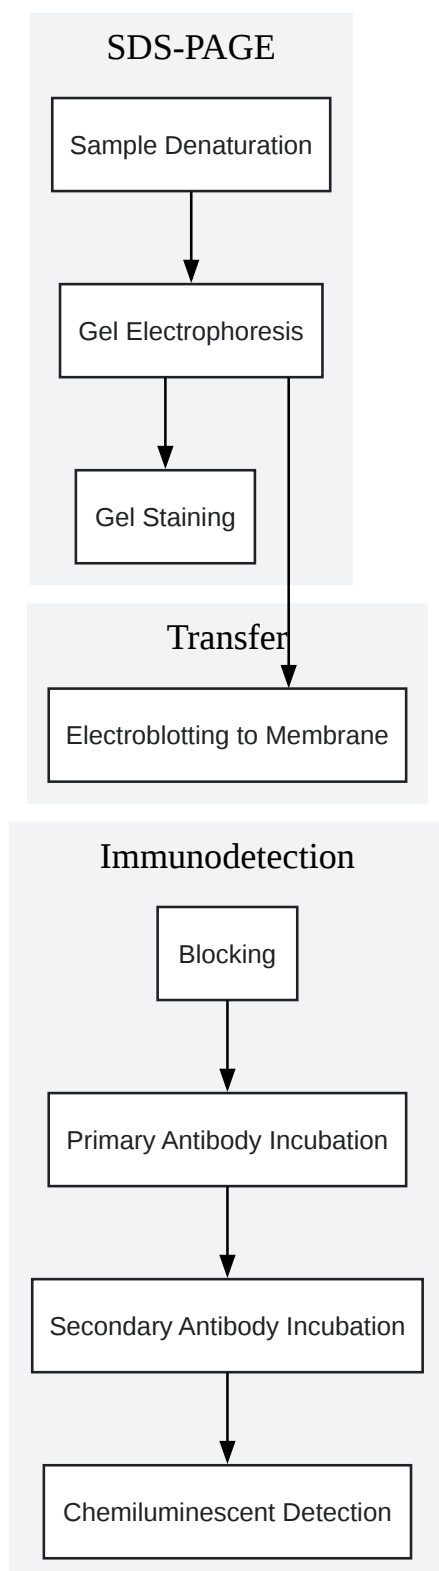 SDS-PAGE
Sample Denaturation
Gel Electrophoresis
Gel Staining
Transfer
Electroblotting to Membrane
Immunodetection
Blocking
Primary Antibody Incubation
Secondary Antibody Incubation
Chemiluminescent Detection